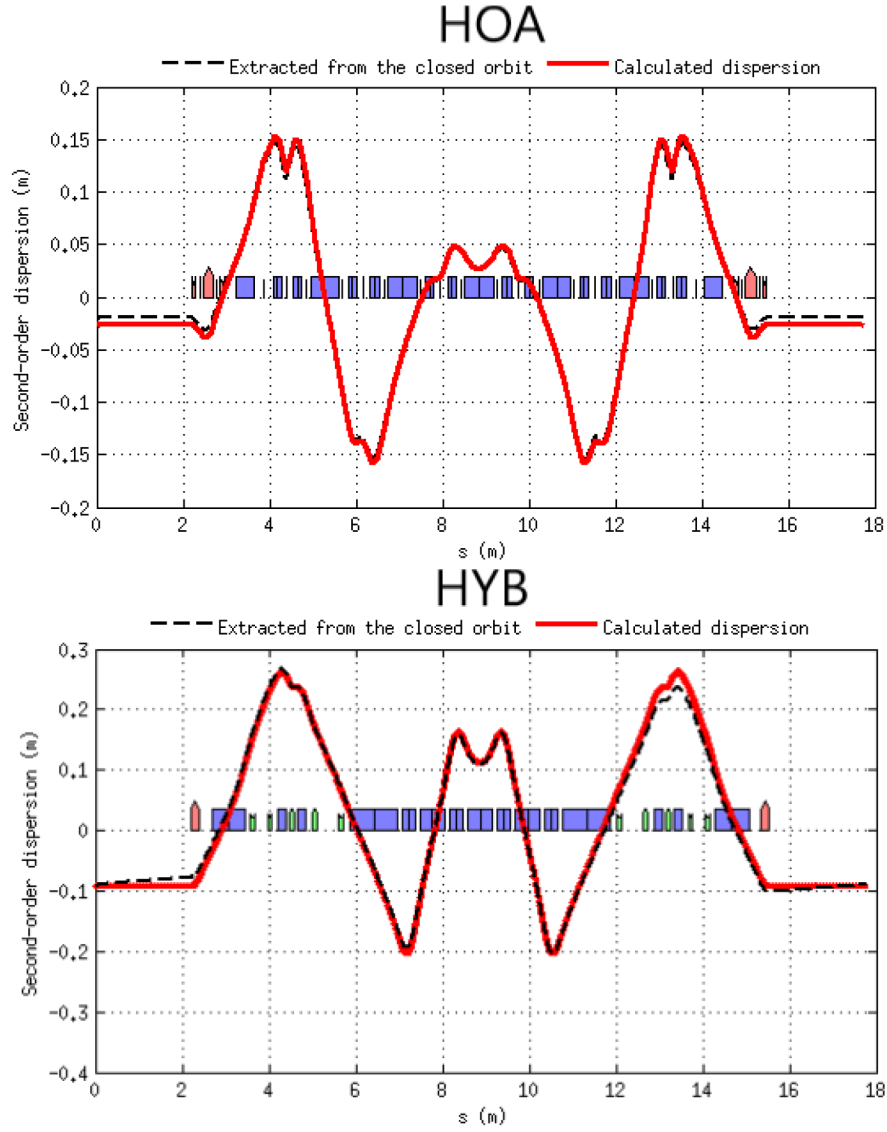 HOA
Extracted from the closed orbit Calculated dispersion
0.2
0.15
0.1
0.05
0
-0.05
-0.1
-0.15
-0.2
Second-order dispersion (m)
0 2 4 6 8 10 12 14 16 18
s (m)
HYB
Extracted from the closed orbit Calculated dispersion
0.3
0.2
0.1
0
-0.1
-0.2
-0.3
-0.4
Second-order dispersion (m)
0 2 4 6 8 10 12 14 16 18
s (m)